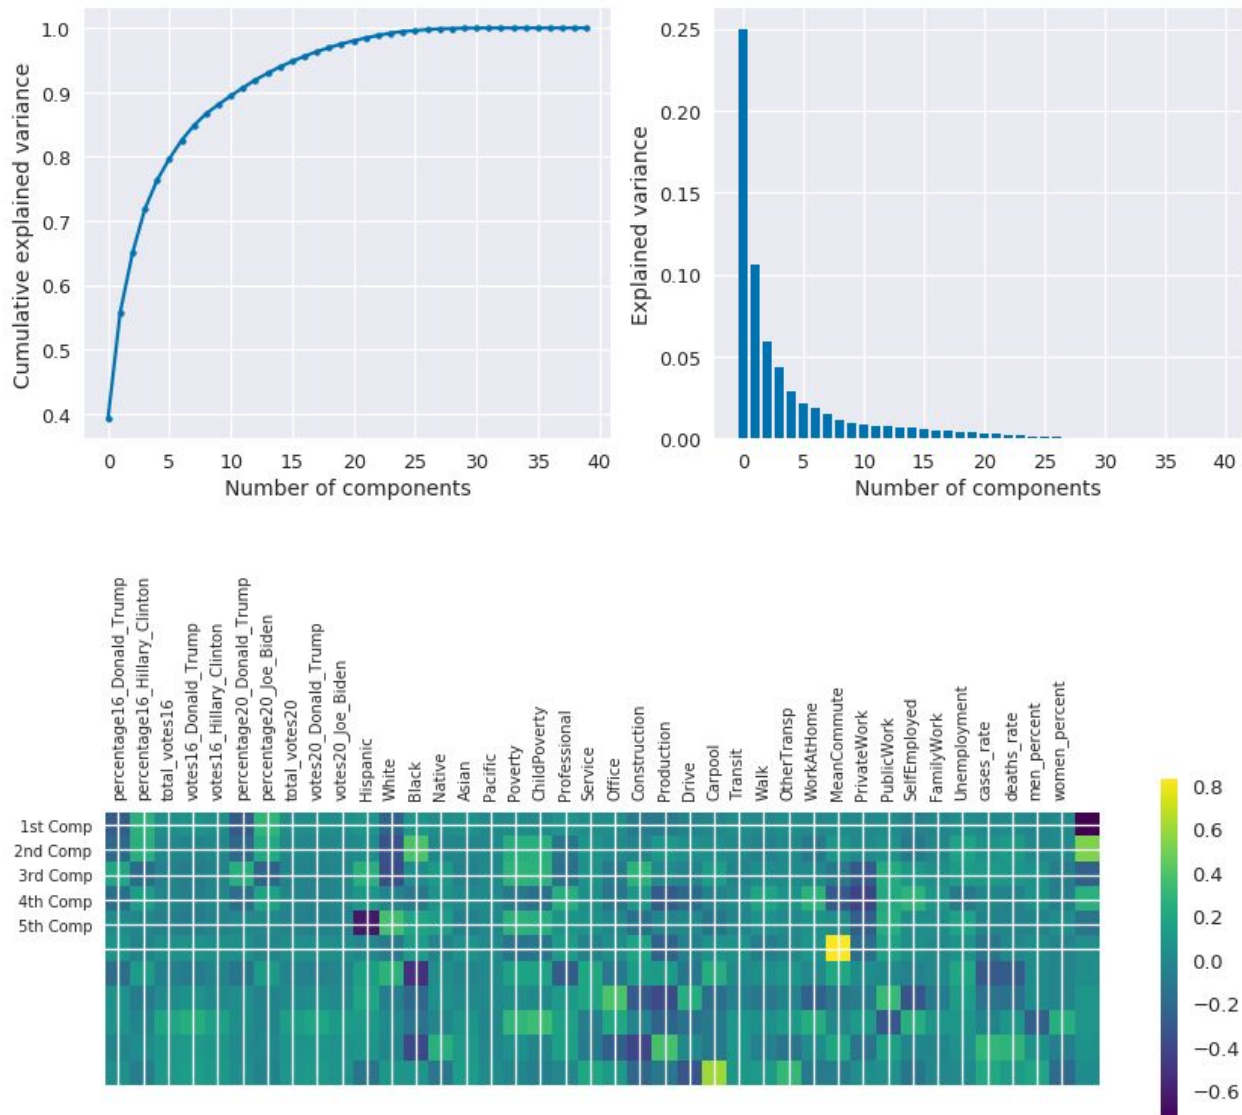 1.0
0.9
0.8
0.7
0.6
0.5
0.4
Cumulative explained variance
0 5 10 15 20 25 30 35 40
Number of components
0.25
0.20
0.15
0.10
0.05
0.00
Explained variance
0 5 10 15 20 25 30 35 40
Number of components
percentage16_Donald_Trump
percentage16_Hillary_Clinton
total_votes16
votes16_Donald_Trump
votes16_Hillary_Clinton
percentage20_Donald_Trump
percentage20_Joe_Biden
total_votes20
votes20_Donald_Trump
votes20_Joe_Biden
Hispanic
White
Black
Native
Asian
Pacific
Poverty
ChildPoverty
Professional
Service
Office
Construction
Production
Drive
Carpool
Transit
Walk
OtherTransp
WorkAtHome
MeanCommute
PrivateWork
PublicWork
SelfEmployed
FamilyWork
Unemployment
cases_rate
deaths_rate
men_percent
women_percent
1st Comp
2nd Comp
3rd Comp
4th Comp
5th Comp
0.8
0.6
0.4
0.2
0.0
−0.2
−0.4
−0.6